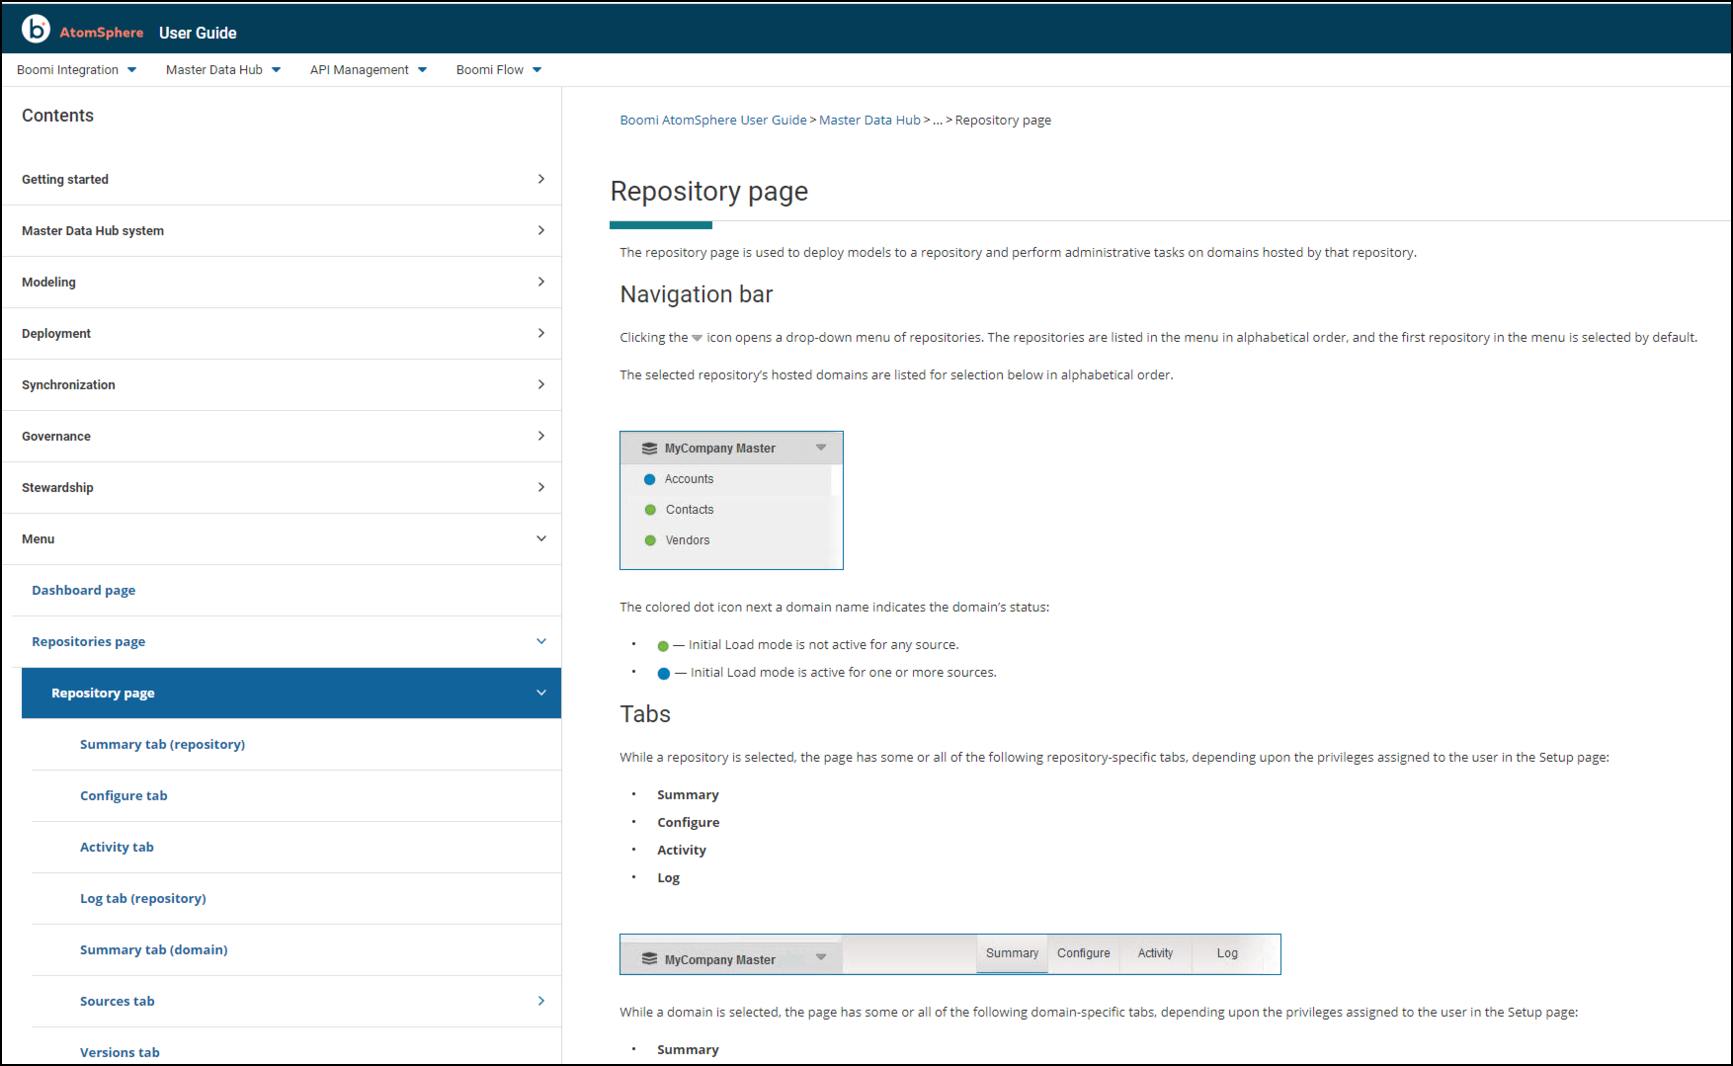 b AtomSphere User Guide
Boomi Integration Master Data Hub API Management Boomi Flow
Contents
Getting started
Master Data Hub system
Modeling
Deployment
Synchronization
Governance
Stewardship
Menu
Dashboard page
Repositories page
Repository page
Summary tab (repository)
Configure tab
Activity tab
Log tab (repository)
Summary tab (domain)
Sources tab
Versions tab
Boomi AtomSphere User Guide > Master Data Hub > ... > Repository page
Repository page
The repository page is used to deploy models to a repository and perform administrative tasks on domains hosted by that repository.
Navigation bar
Clicking the icon opens a drop-down menu of repositories. The repositories are listed in the menu in alphabetical order, and the first repository in the menu is selected by default.
The selected repository's hosted domains are listed for selection below in alphabetical order.
MyCompany Master
Accounts
Contacts
Vendors
The colored dot icon next a domain name indicates the domain's status:
• — Initial Load mode is not active for any source.
• — Initial Load mode is active for one or more sources.
Tabs
While a repository is selected, the page has some or all of the following repository-specific tabs, depending upon the privileges assigned to the user in the Setup page:
• Summary
• Configure
• Activity
• Log
MyCompany Master Summary Configure Activity Log
While a domain is selected, the page has some or all of the following domain-specific tabs, depending upon the privileges assigned to the user in the Setup page:
• Summary